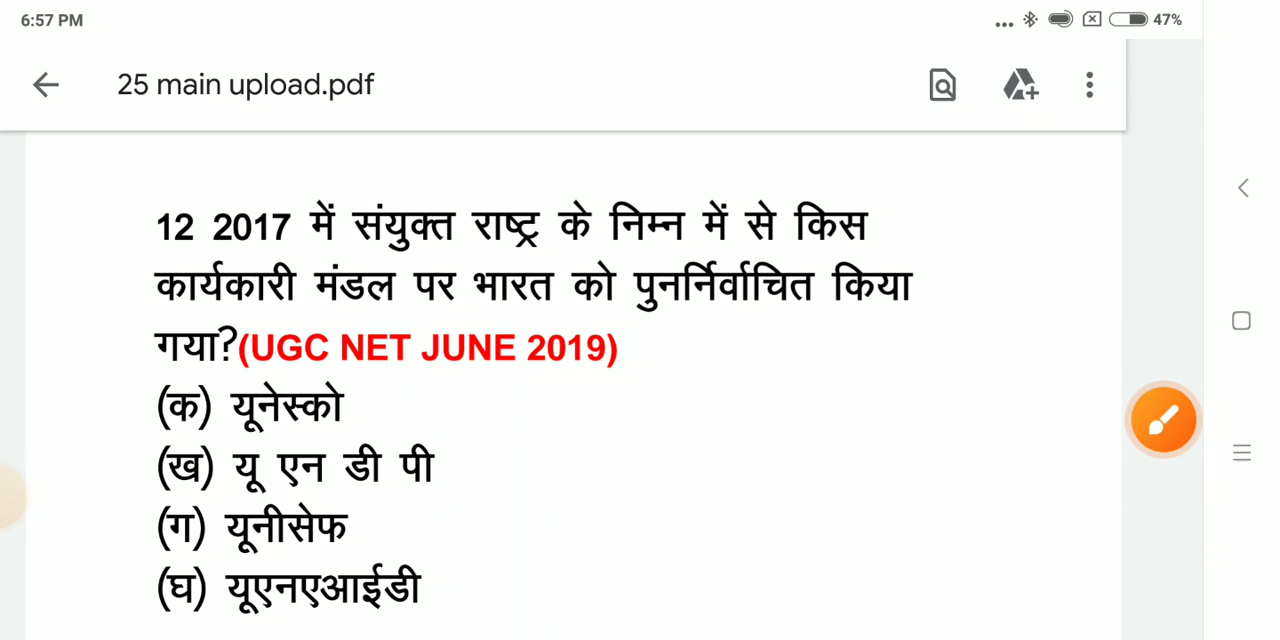 6:57 PM
47%
25 main upload.pdf
12 2017 में संयुक्त राष्ट्र के निम्न में से किस
कार्यकारी मंडल पर भारत को पुनर्निर्वाचित किया
गया?(UGC NET JUNE 2019)
(क) यूनेस्को
(ख) यू एन डी पी
(ग) यूनीसेफ
(घ) यूएनएआईडी